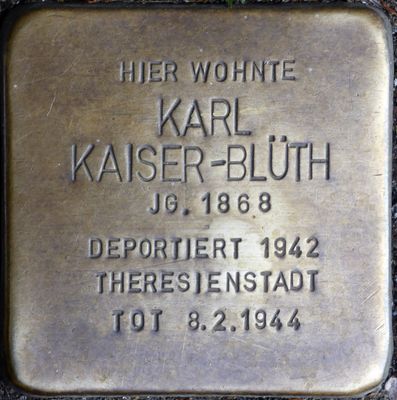 HIER WOHNTE
KARL
KAISER-BLÜTH
JG. 1868
DEPORTIERT 1942
THERESIENSTADT
TOT 8.2.1944